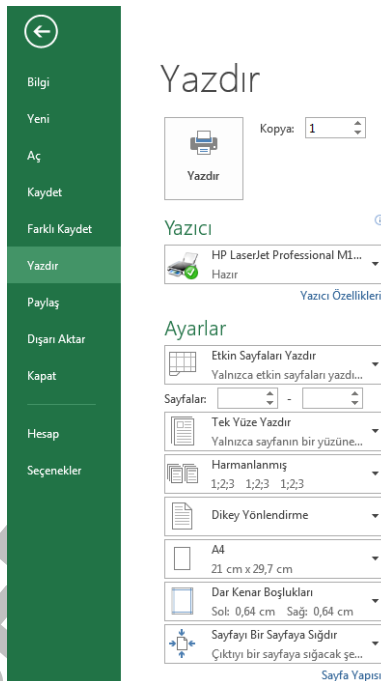 Bilgi
Yeni
Aç
Kaydet
Farklı Kaydet
Yazdır
Paylaş
Dışarı Aktar
Kapat
Hesap
Seçenekler
Yazdır
Kopya: 1
Yazdır
Yazıcı
HP LaserJet Professional M1...
Hazır
Yazıcı Özellikleri
Ayarlar
Etkin Sayfaları Yazdır
Yalnızca etkin sayfaları yazdı...
Sayfalar: -
Tek Yüze Yazdır
Yalnızca sayfanın bir yüzüne...
Harmanlanmış
1;2;3 1;2;3 1;2;3
Dikey Yönlendirme
A4
21 cm x 29,7 cm
Dar Kenar Boşlukları
Sol: 0,64 cm Sağ: 0,64 cm
Sayfayı Bir Sayfaya Sığdır
Çıktıyı bir sayfaya sığacak şe...
Sayfa Yapısı